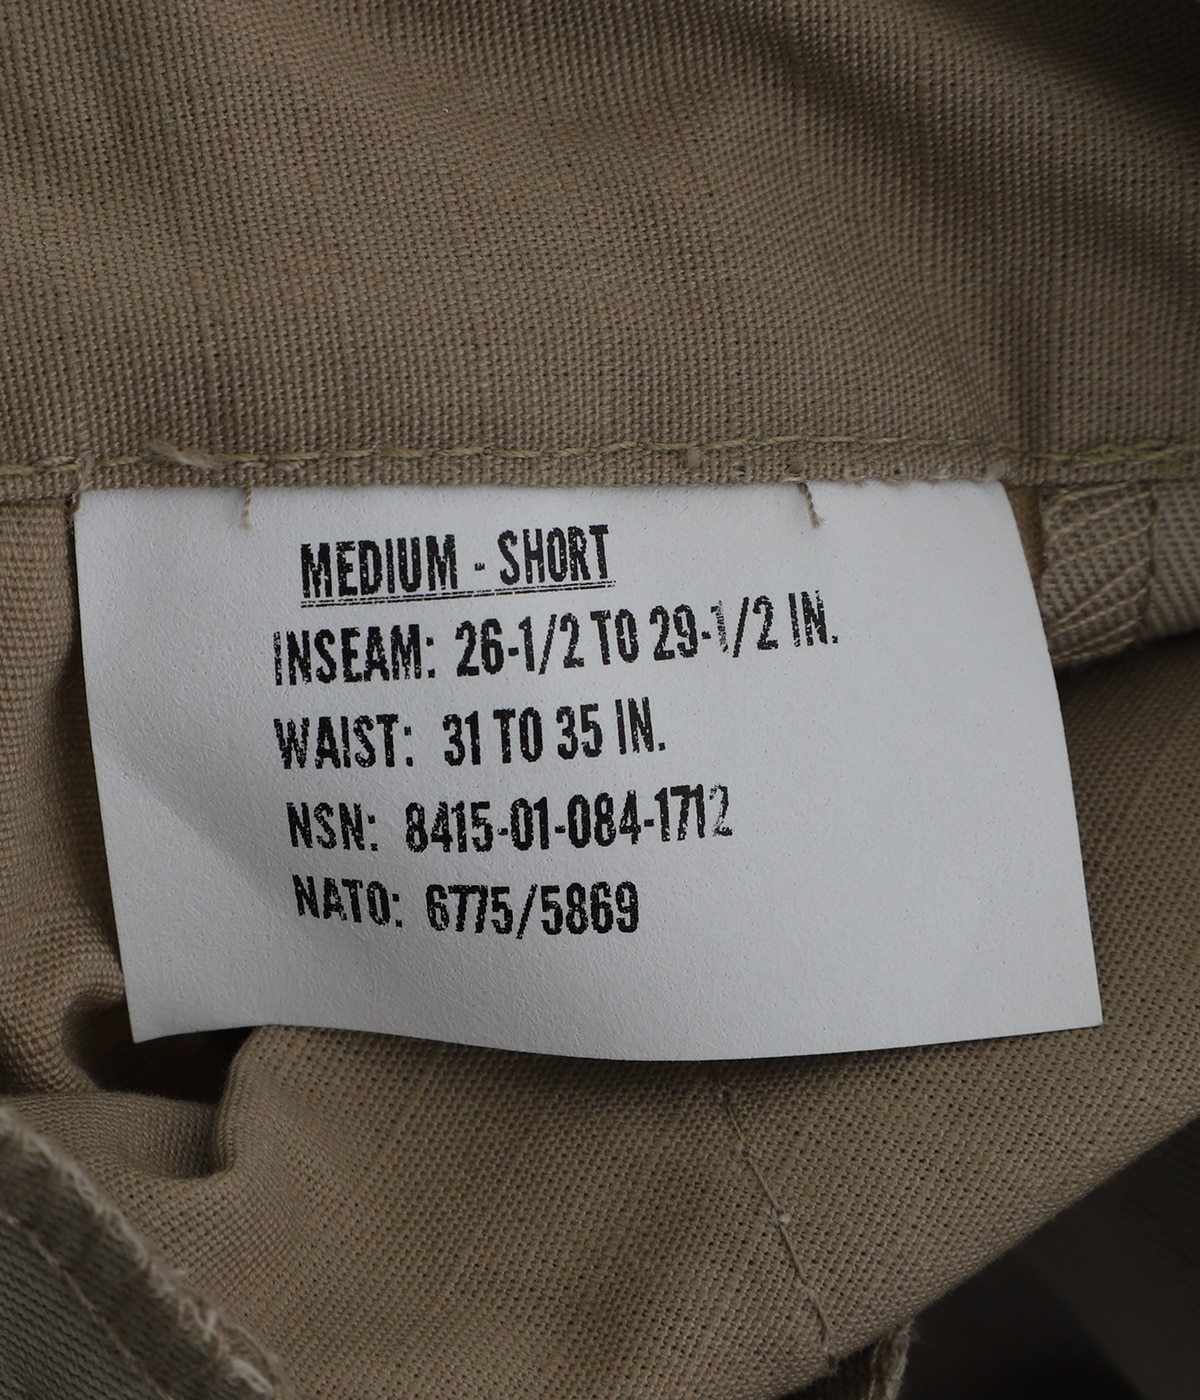 MEDIUM - SHORT
INSEAM: 26-1/2 TO 29-1/2 IN.
WAIST: 31 TO 35 IN.
NSN: 8415-01-084-1712
NATO: 6775/5869